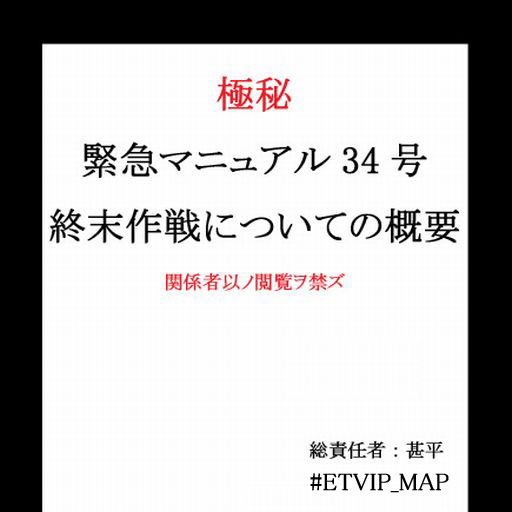 極秘
緊急マニュアル 34 号
終末作戦についての概要
関係者以ノ閲覧ヲ禁ズ
総責任者：甚平
#ETVIP_MAP